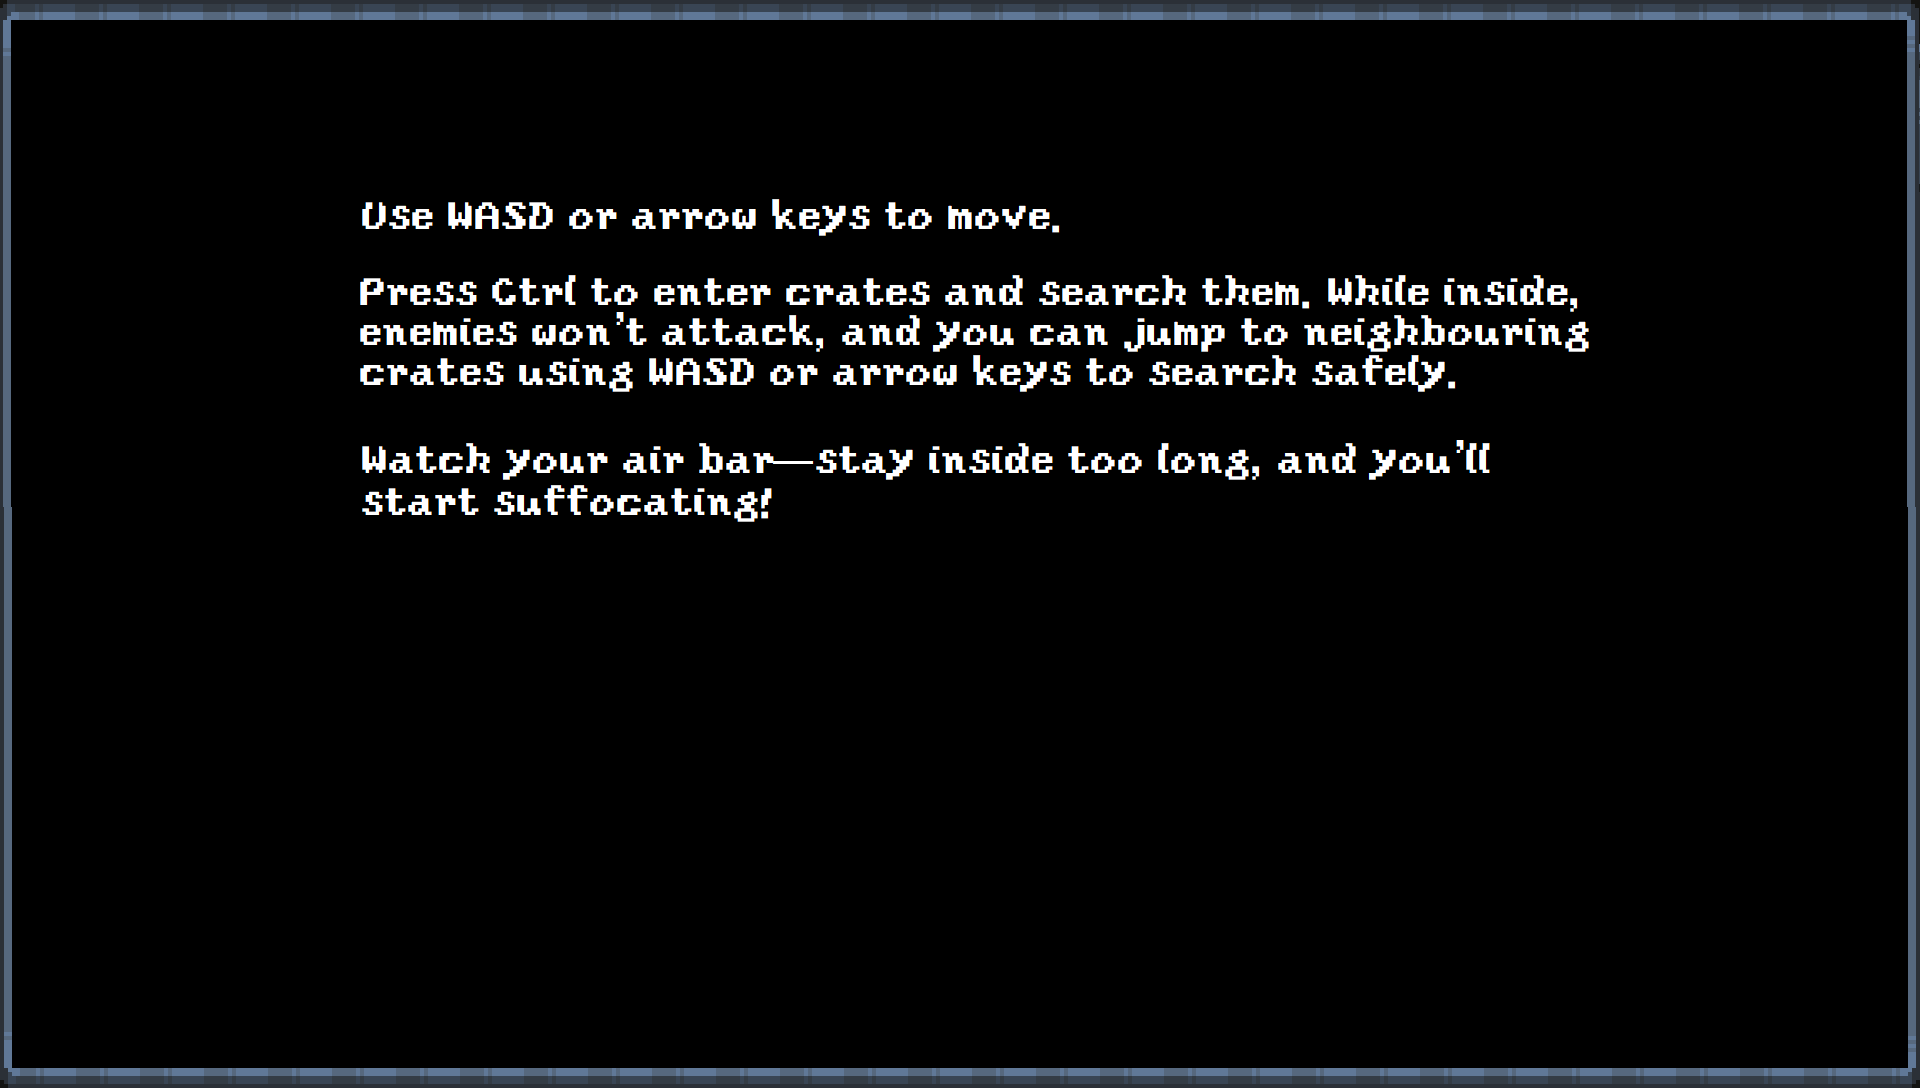 Use WASD or arrow keys to move.
Press Ctrl to enter crates and search them. While inside,
enemies won't attack, and you can jump to neighbouring
crates using WASD or arrow keys to search safely.
Watch your air bar—stay inside too long, and you'll
start suffocating!